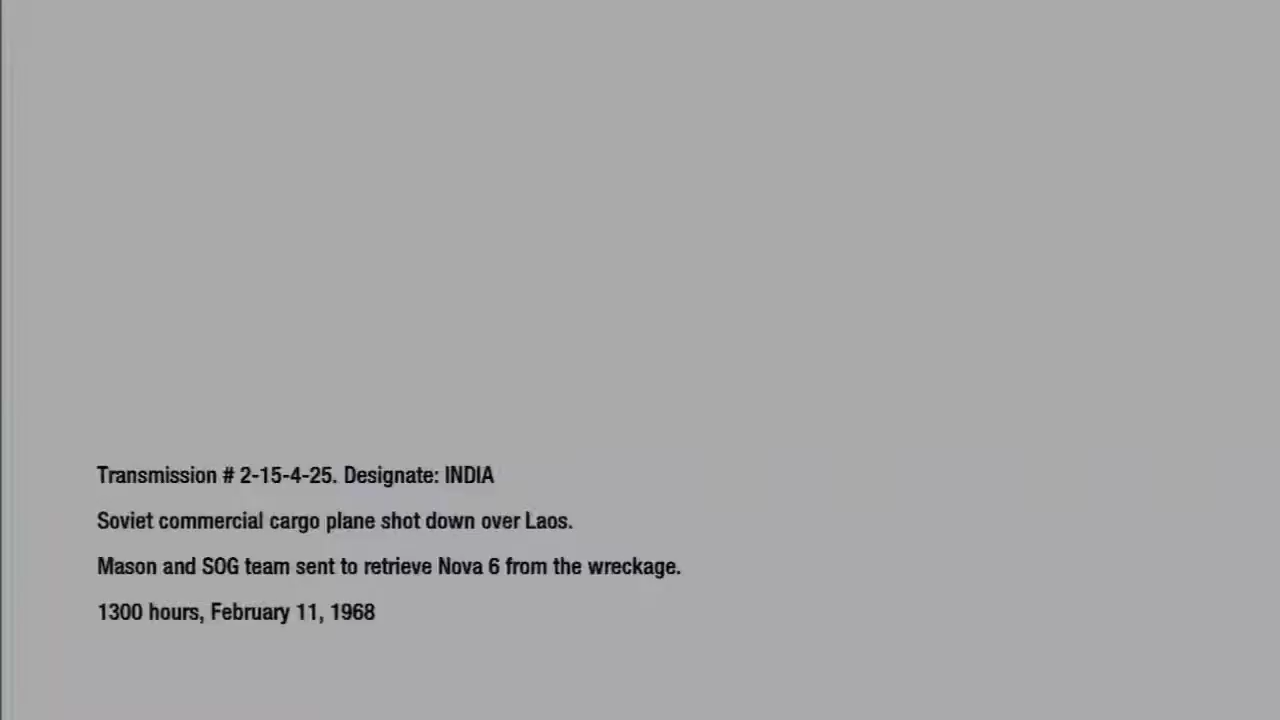 Transmission # 2-15-4-25. Designate: INDIA
Soviet commercial cargo plane shot down over Laos.
Mason and SOG team sent to retrieve Nova 6 from the wreckage.
1300 hours, February 11, 1968